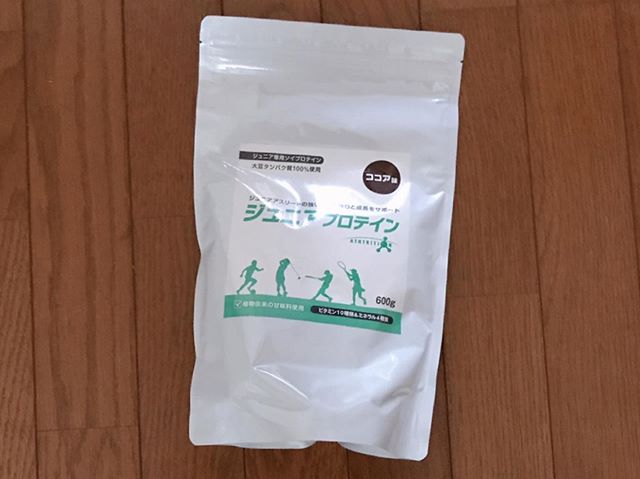 ジュニア専用ソイプロテイン
大豆タンパク質100%使用
ココア味
ジュニアアスリートの強い
と成長をサポート
ジュニアプロテイン
ATHTRITION
600g
植物由来の甘味料使用
ビタミン10種類&ミネラル4種類